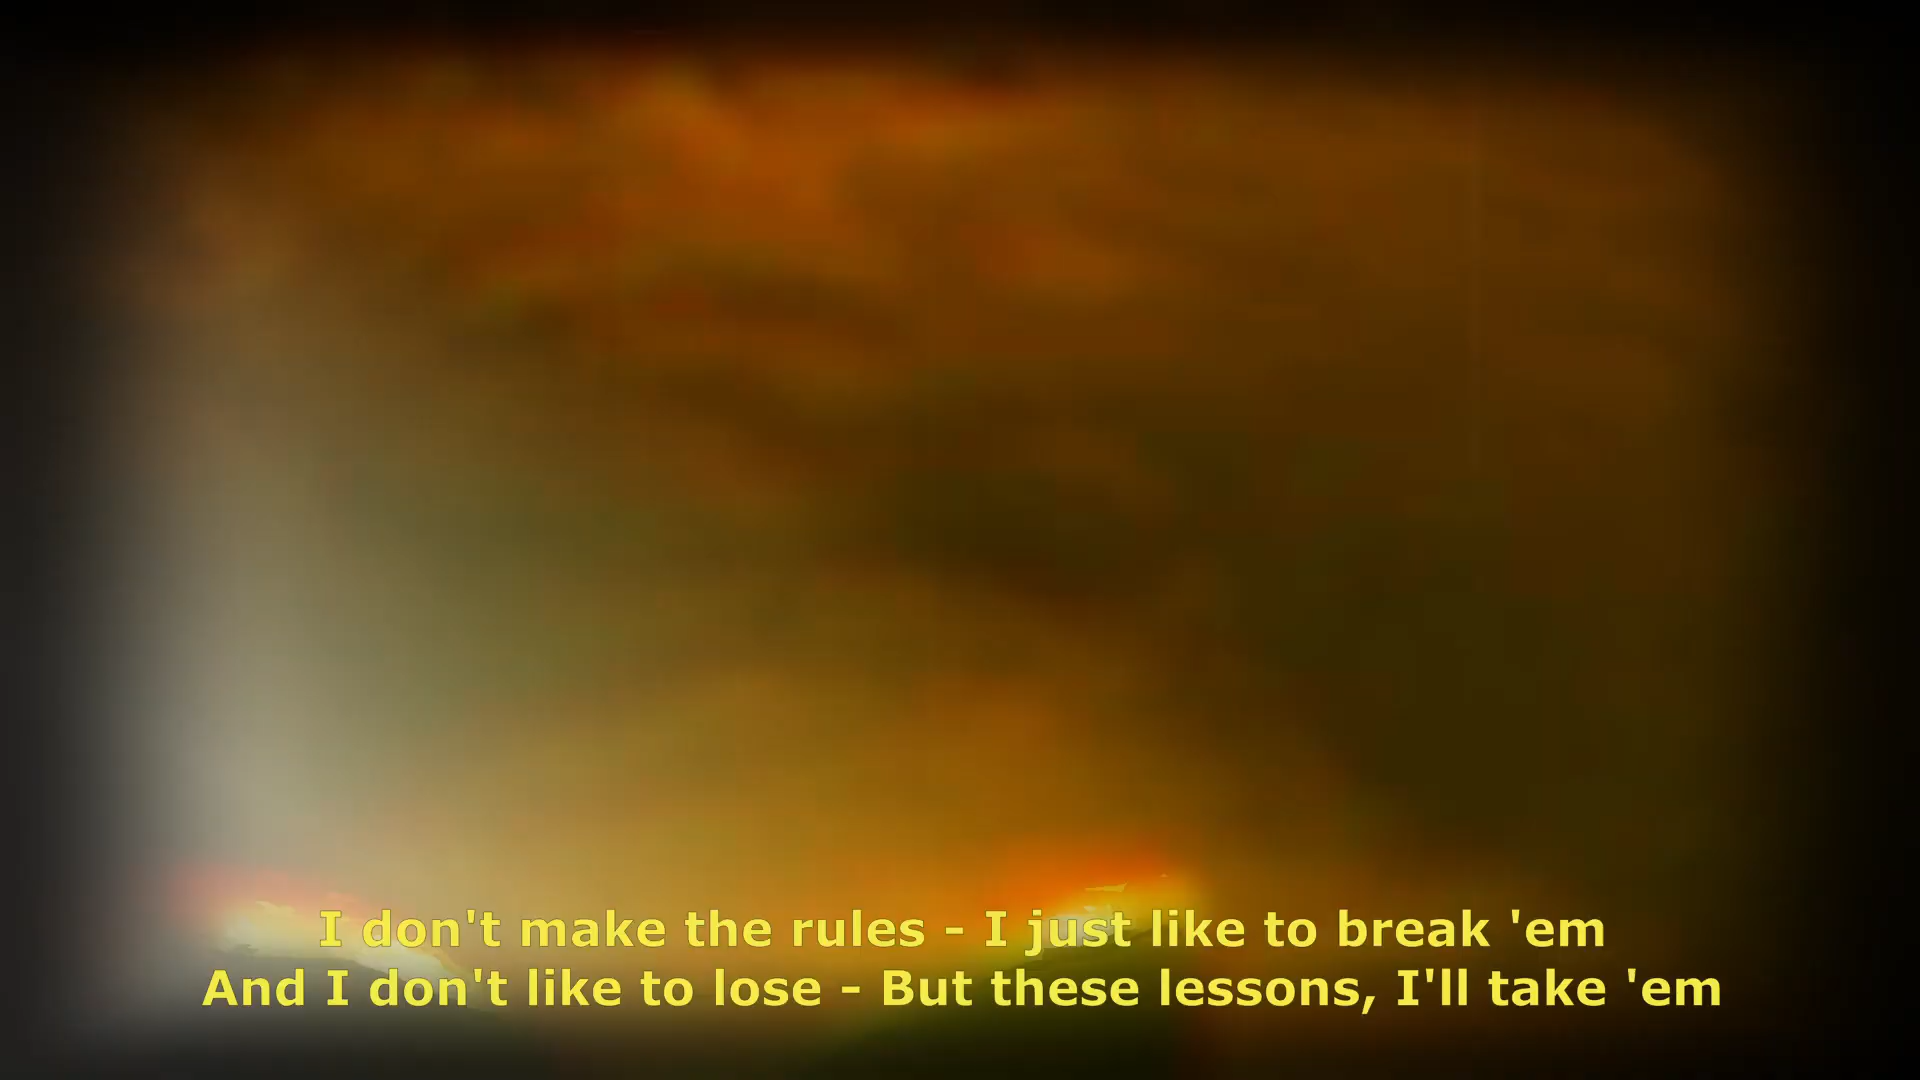 I don't make the rules - I just like to break 'em
And I don't like to lose - But these lessons, I'll take 'em